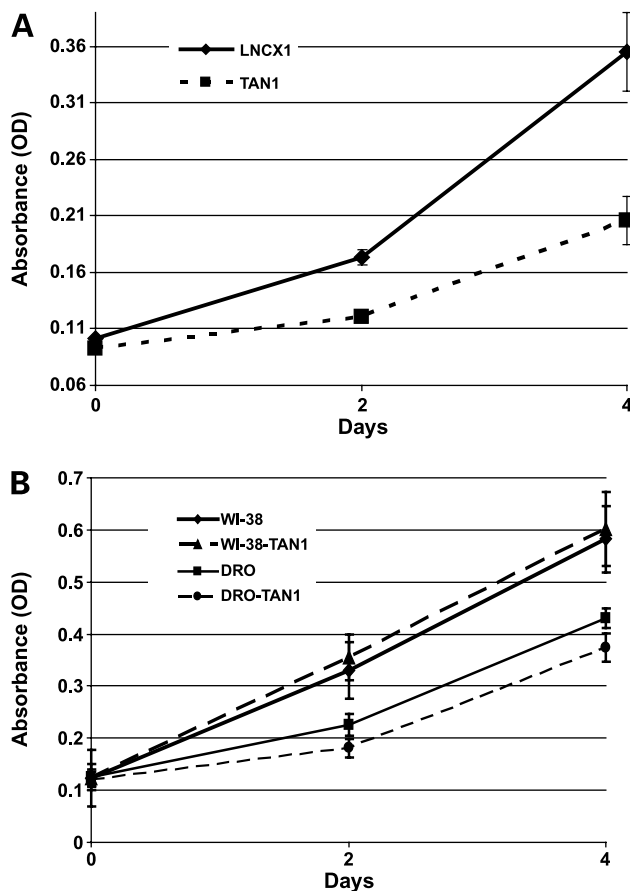 A
LNCX1
TAN1
Absorbance (OD)
0.36
0.31
0.26
0.21
0.16
0.11
0.06
0
2
4
Days
B
WI-38
WI-38-TAN1
DRO
DRO-TAN1
Absorbance (OD)
0.7
0.6
0.5
0.4
0.3
0.2
0.1
0
0
2
4
Days